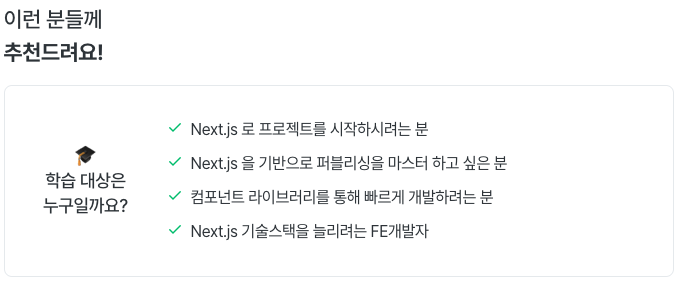 이런 분들께
추천드려요!
학습 대상은
누구일까요?
Next.js 로 프로젝트를 시작하시려는 분
Next.js 을 기반으로 퍼블리싱을 마스터 하고 싶은 분
컴포넌트 라이브러리를 통해 빠르게 개발하려는 분
Next.js 기술스택을 늘리려는 FE개발자